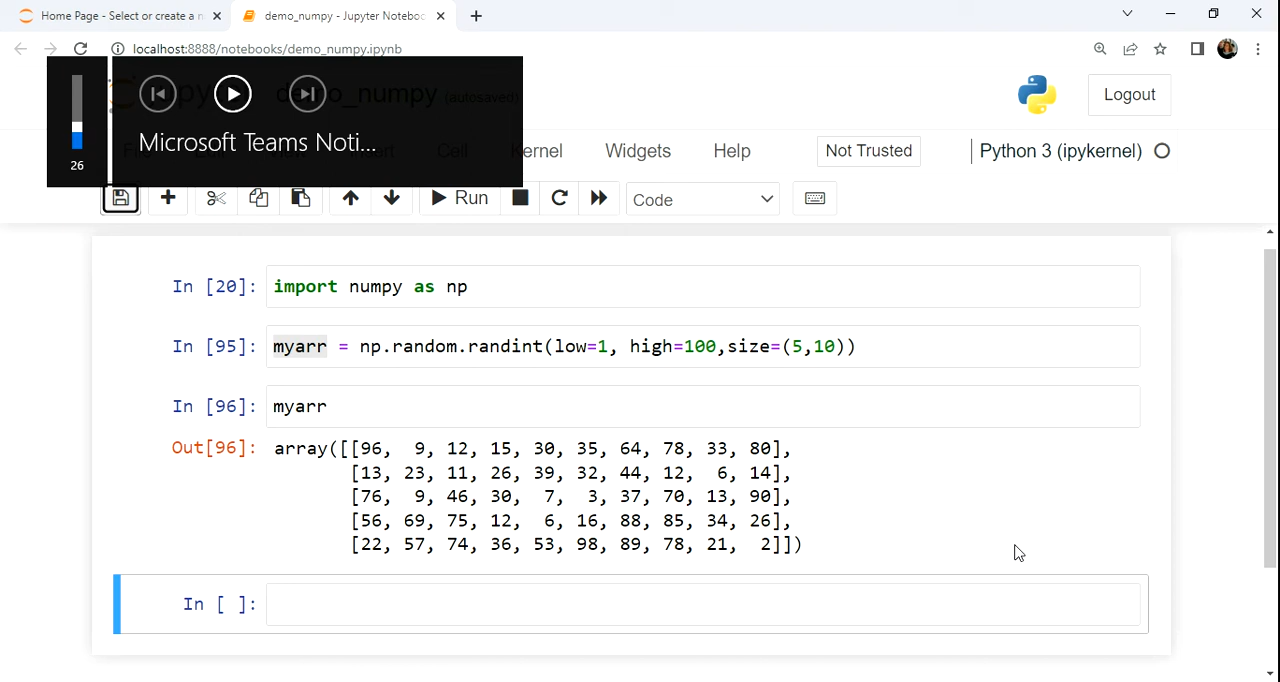 Home Page - Select or create a n
demo_numpy - Jupyter Noteboo
localhost:8888/notebooks/demo_numpy.ipynb
demo_numpy (autosaved)
Logout
Microsoft Teams Noti...
26
Insert Cell Kernel Widgets Help
Not Trusted
Python 3 (ipykernel)
Run
Code
In [20]: import numpy as np
In [95]: myarr = np.random.randint(low=1, high=100,size=(5,10))
In [96]: myarr
Out[96]: array([[96, 9, 12, 15, 30, 35, 64, 78, 33, 80],
[13, 23, 11, 26, 39, 32, 44, 12, 6, 14],
[76, 9, 46, 30, 7, 3, 37, 70, 13, 90],
[56, 69, 75, 12, 6, 16, 88, 85, 34, 26],
[22, 57, 74, 36, 53, 98, 89, 78, 21, 2]])
In [ ]: